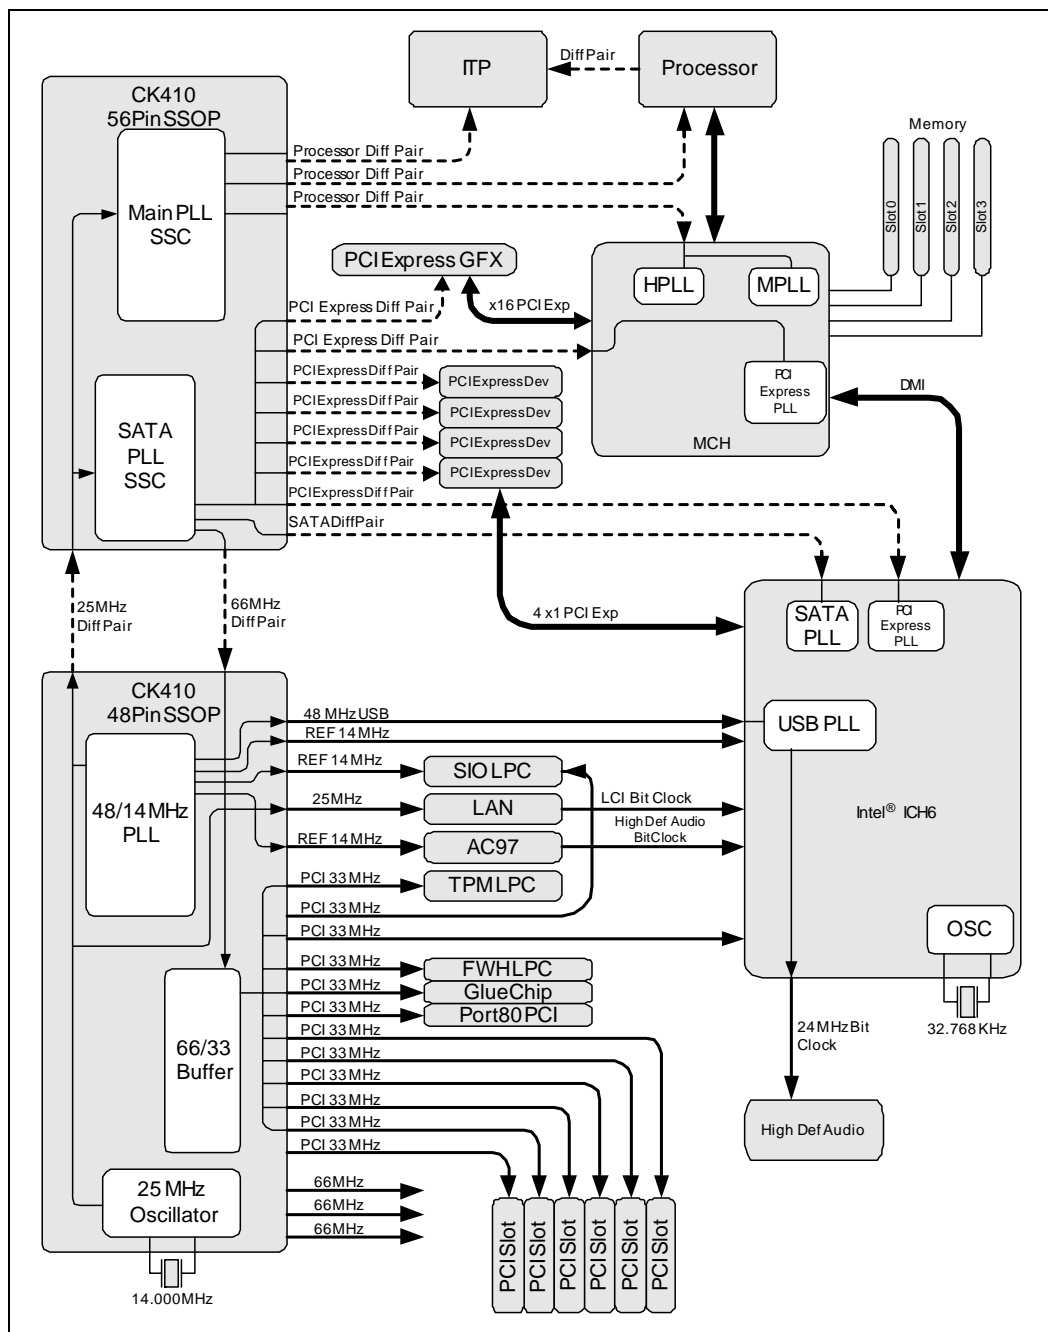 ITP
Diff Pair
Processor
CK410
56Pin SSOP
Main PLL
SSC
Processor Diff Pair
Processor Diff Pair
Processor Diff Pair
Memory
Slot 0
Slot 1
Slot 2
Slot 3
PCI Express GFX
HPLL
MPLL
x16 PCI Exp
PCI Express Diff Pair
PCI Express Diff Pair
PCI Express Diff Pair
PCI Express Diff Pair
PCI Express Diff Pair
PCI Express Diff Pair
PCI Express Diff Pair
SATA Diff Pair
PCI Express Dev
PCI Express Dev
PCI Express Dev
PCI Express Dev
PCI
Express
PLL
MCH
DMI
SATA
PLL
SSC
25MHz
Diff Pair
66MHz
Diff Pair
4 x1 PCI Exp
SATA
PLL
PCI
Express
PLL
CK410
48Pin SSOP
48/14 MHz
PLL
48 MHz USB
REF 14 MHz
REF 14 MHz
25MHz
REF 14 MHz
PCI 33 MHz
PCI 33 MHz
PCI 33 MHz
SIO LPC
LAN
AC97
TPM LPC
LCI Bit Clock
High Def Audio
Bit Clock
USB PLL
Intel® ICH6
OSC
32.768 KHz
PCI 33 MHz
PCI 33 MHz
PCI 33 MHz
FWH LPC
Glue Chip
Port80 PCI
66/33
Buffer
PCI 33 MHz
PCI 33 MHz
PCI 33 MHz
PCI 33 MHz
PCI 33 MHz
PCI 33 MHz
24 MHz Bit
Clock
High Def Audio
25 MHz
Oscillator
66MHz
66MHz
66MHz
14.000MHz
PCI Slot
PCI Slot
PCI Slot
PCI Slot
PCI Slot
PCI Slot